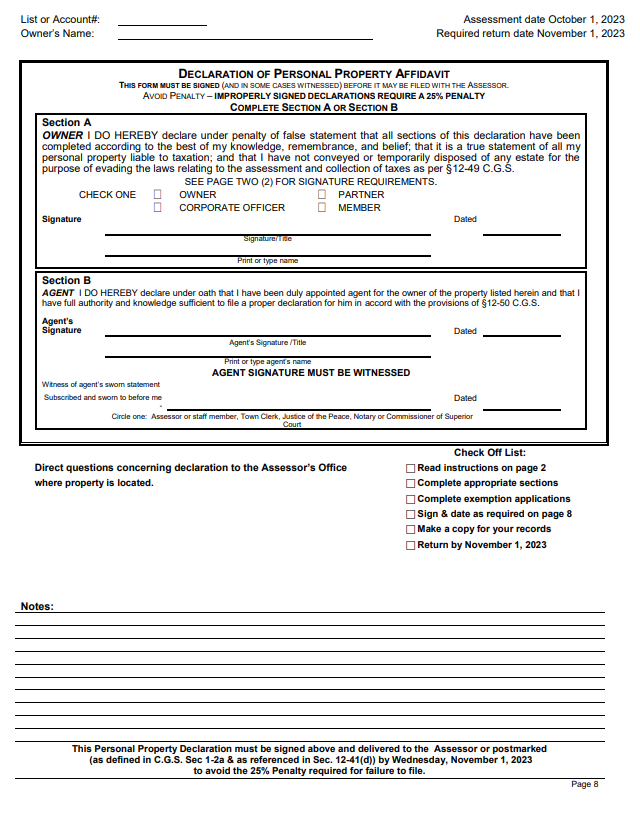 List or Account#:
Assessment date October 1, 2023
Owner's Name:
Required return date November 1, 2023
DECLARATION OF PERSONAL PROPERTY AFFIDAVIT
THIS FORM MUST BE SIGNED (AND IN SOME CASES WITNESSED) BEFORE IT MAY BE FILED WITH THE ASSESSOR.
AVOID PENALTY – IMPROPERLY SIGNED DECLARATIONS REQUIRE A 25% PENALTY
COMPLETE SECTION A OR SECTION B
Section A
OWNER I DO HEREBY declare under penalty of false statement that all sections of this declaration have been
completed according to the best of my knowledge, remembrance, and belief; that it is a true statement of all my
personal property liable to taxation; and that I have not conveyed or temporarily disposed of any estate for the
purpose of evading the laws relating to the assessment and collection of taxes as per §12-49 C.G.S.
SEE PAGE TWO (2) FOR SIGNATURE REQUIREMENTS.
CHECK ONE OWNER PARTNER
CORPORATE OFFICER MEMBER
Signature Dated
Signature/Title
Print or type name
Section B
AGENT I DO HEREBY declare under oath that I have been duly appointed agent for the owner of the property listed herein and that I
have full authority and knowledge sufficient to file a proper declaration for him in accord with the provisions of §12-50 C.G.S.
Agent's
Signature Dated
Agent's Signature /Title
Print or type agent's name
AGENT SIGNATURE MUST BE WITNESSED
Witness of agent's sworn statement
Subscribed and sworn to before me Dated
-
Circle one: Assessor or staff member, Town Clerk, Justice of the Peace, Notary or Commissioner of Superior
Court
Check Off List:
Direct questions concerning declaration to the Assessor's Office
where property is located.
Read instructions on page 2
Complete appropriate sections
Complete exemption applications
Sign & date as required on page 8
Make a copy for your records
Return by November 1, 2023
Notes:
This Personal Property Declaration must be signed above and delivered to the Assessor or postmarked
(as defined in C.G.S. Sec 1-2a & as referenced in Sec. 12-41(d)) by Wednesday, November 1, 2023
to avoid the 25% Penalty required for failure to file.
Page 8